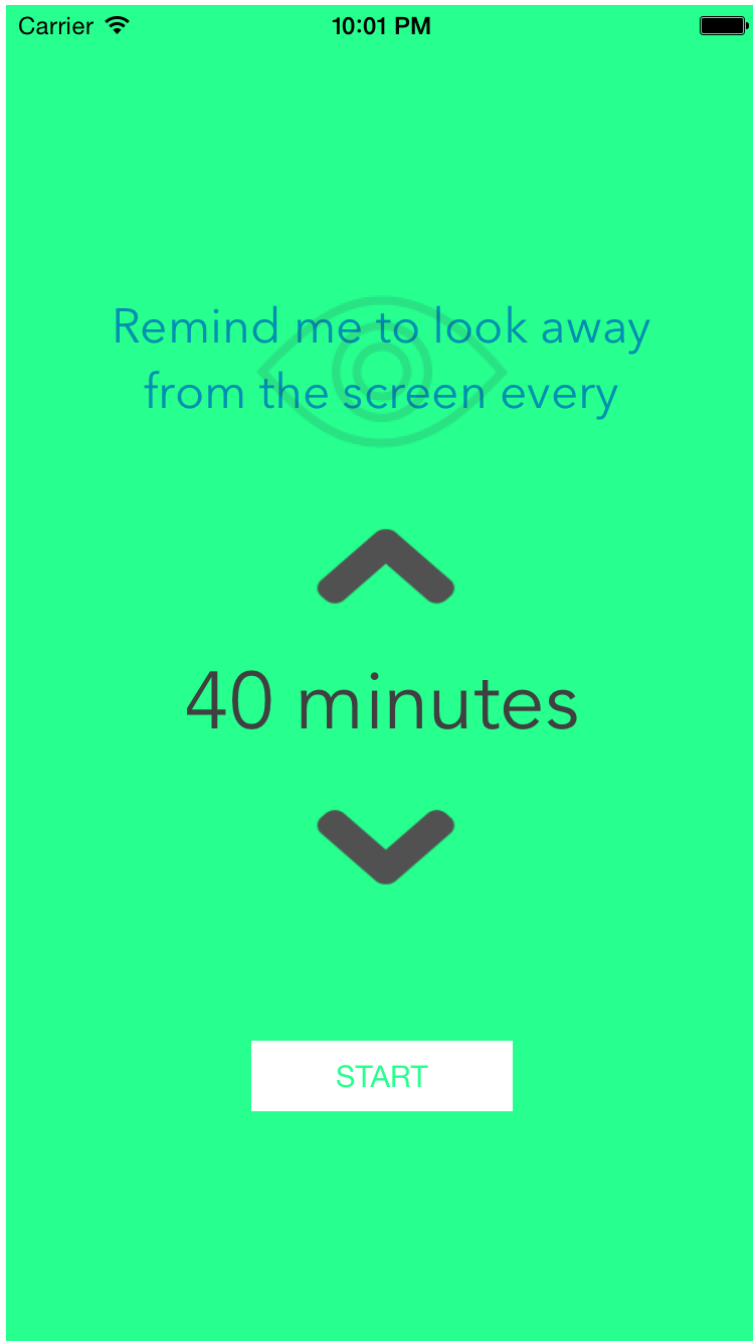 Carrier 10:01 PM
Remind me to look away
from the screen every
40 minutes
START